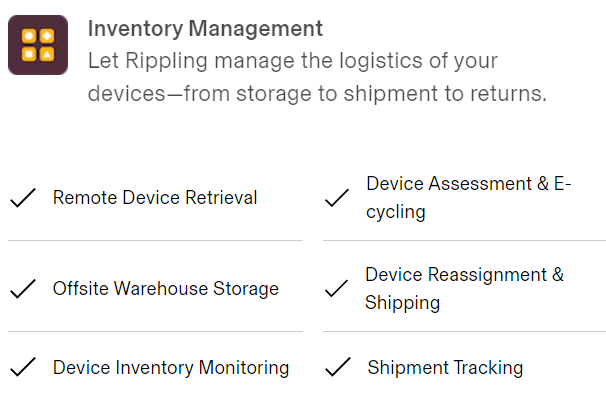 Inventory Management
Let Rippling manage the logistics of your
devices—from storage to shipment to returns.
Remote Device Retrieval
Device Assessment & E-
cycling
Offsite Warehouse Storage
Device Reassignment &
Shipping
Device Inventory Monitoring
Shipment Tracking